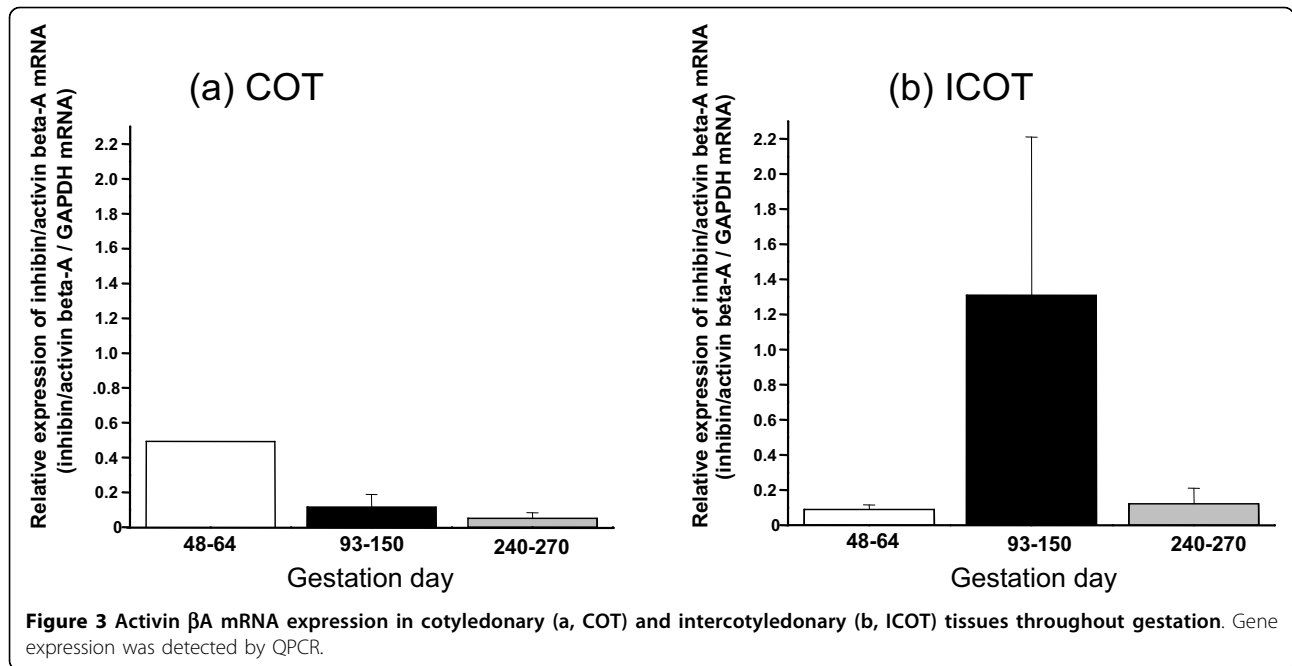 (a) COT
Relative expression of inhibin/activin beta-A mRNA
(inhibin/activin beta-A / GAPDH mRNA)
2.2
2.0
1.8
1.6
1.4
1.2
1.0
.0.8
0.6
0.4
0.2
0
48-64 93-150 240-270
Gestation day
(b) ICOT
Relative expression of inhibin/activin beta-A mRNA
(inhibin/activin beta-A / GAPDH mRNA)
2.2
2.0
1.8
1.6
1.4
1.2
1.0
0.8
0.6
0.4
0.2
0
48-64 93-150 240-270
Gestation day
Figure 3 Activin βA mRNA expression in cotyledonary (a, COT) and intercotyledonary (b, ICOT) tissues throughout gestation. Gene
expression was detected by QPCR.